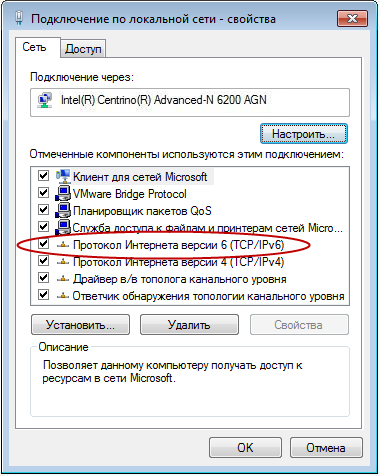 Подключение по локальной сети - свойства
Сеть
Доступ
Подключение через:
Intel(R) Centrino(R) Advanced-N 6200 AGN
Настроить...
Отмеченные компоненты используются этим подключением:
Клиент для сетей Microsoft
VMware Bridge Protocol
Планировщик пакетов QoS
Служба доступа к файлам и принтерам сетей Micro...
Протокол Интернета версии 6 (TCP/IPv6)
Протокол Интернета версии 4 (TCP/IPv4)
Драйвер в/в тополога канального уровня
Ответчик обнаружения топологии канального уровня
Установить...
Удалить
Свойства
Описание
Позволяет данному компьютеру получать доступ к
ресурсам в сети Microsoft.
OK
Отмена